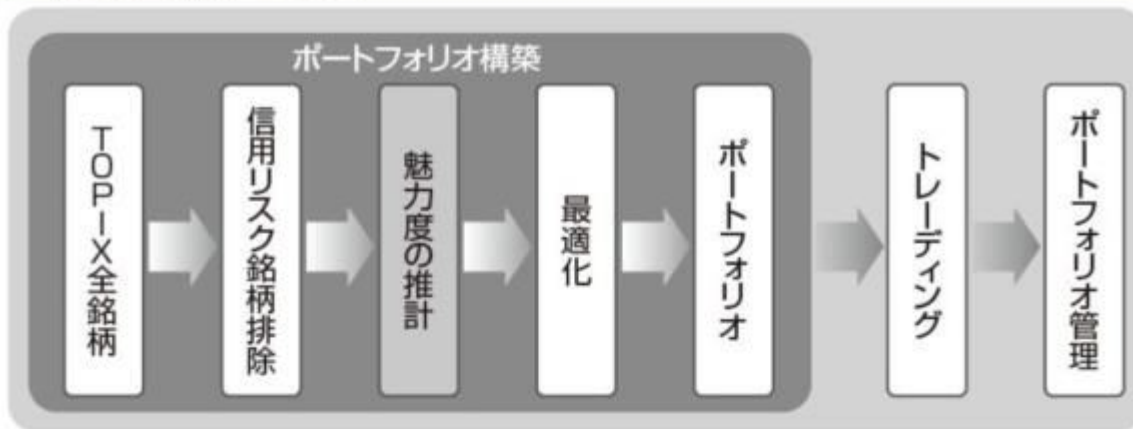 ポートフォリオ構築
TOPIX全銘柄
信用リスク銘柄排除
魅力度の推計
最適化
ポートフォリオ
トレーディング
ポートフォリオ管理